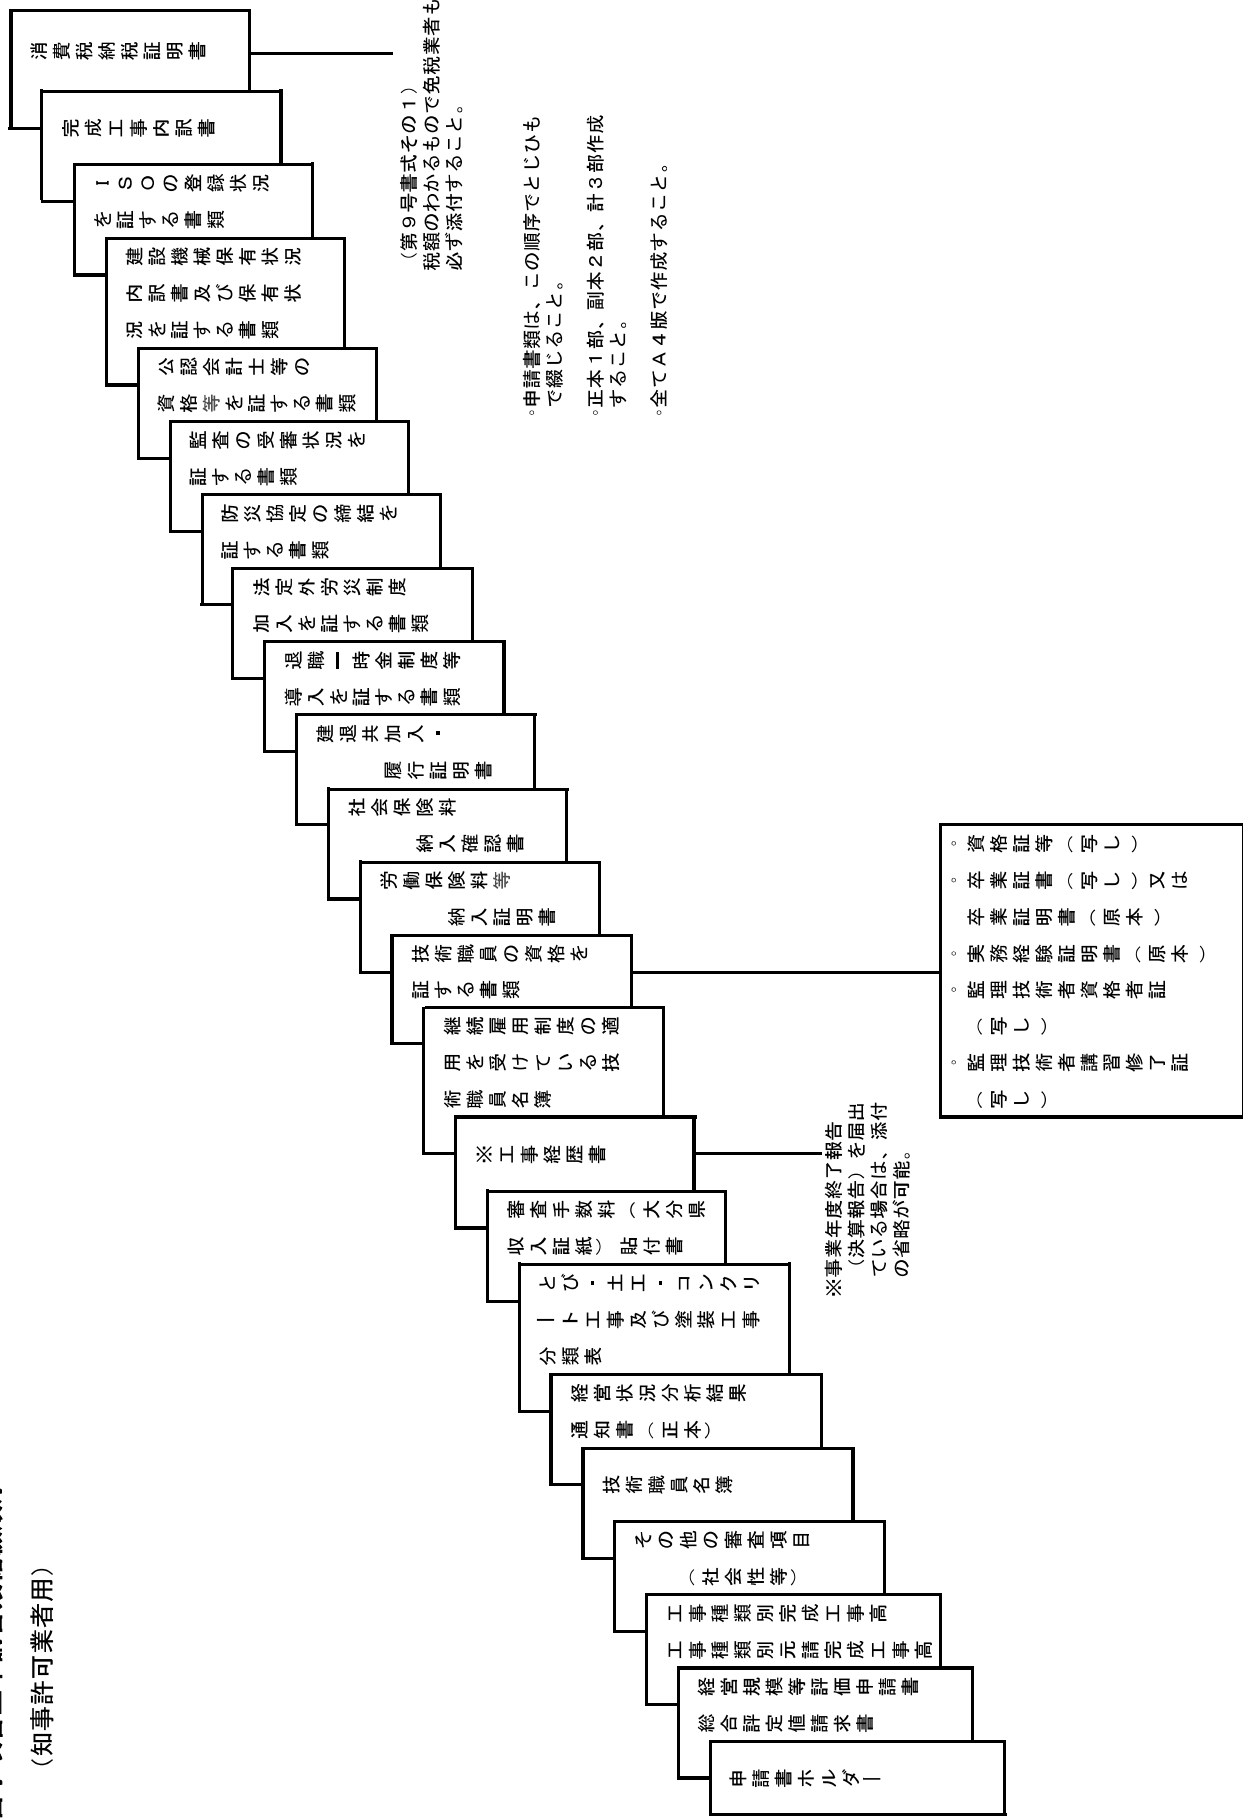 （知事許可業者用）
申請書ホルダー
経営規模等評価申請書
総合評定値請求書
工事種類別完成工事高
工事種類別元請完成工事高
その他の審査項目
（社会性等）
技術職員名簿
経営状況分析結果
通知書（正本）
とび・土工・コンクリ
ート工事及び塗装工事
分類表
審査手数料（大分県
収入証紙）貼付書
※工事経歴書
※事業年度終了報告
（決算報告）を届出
ている場合は、添付
の省略が可能。
継続雇用制度の適
用を受けている技
術職員名簿
技術職員の資格を
証する書類
。資格証等（写し）
。卒業証書（写し）又は
卒業証明書（原本）
。実務経験証明書（原本）
。監理技術者資格者証
（写し）
。監理技術者講習修了証
（写し）
労働保険料等
納入証明書
社会保険料
納入確認書
建退共加入・
履行証明書
退職一時金制度等
導入を証する書類
法定外労災制度
加入を証する書類
防災協定の締結を
証する書類
監査の受審状況を
証する書類
公認会計士等の
資格等を証する書類
建設機械保有状況
内訳書及び保有状
況を証する書類
ＩＳＯの登録状況
を証する書類
完成工事内訳書
消費税納税証明書
（第９号書式その１）
税額のわかるもので免税業者も
必ず添付すること。
。申請書類は、この順序でとじひも
で綴じること。
。正本１部、副本２部、計３部作成
すること。
。全てＡ４版で作成すること。